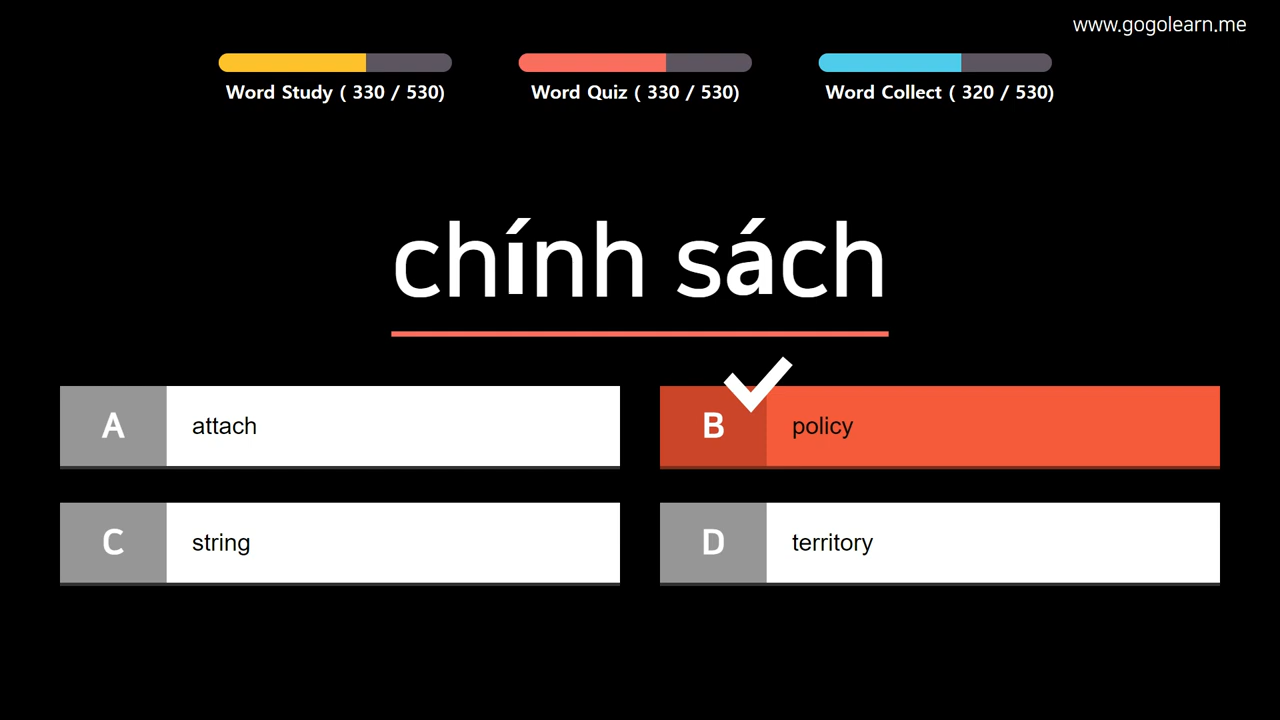 www.gogolearn.me
Word Study ( 330 / 530)
Word Quiz ( 330 / 530)
Word Collect ( 320 / 530)
chính sách
A attach
B policy
C string
D territory